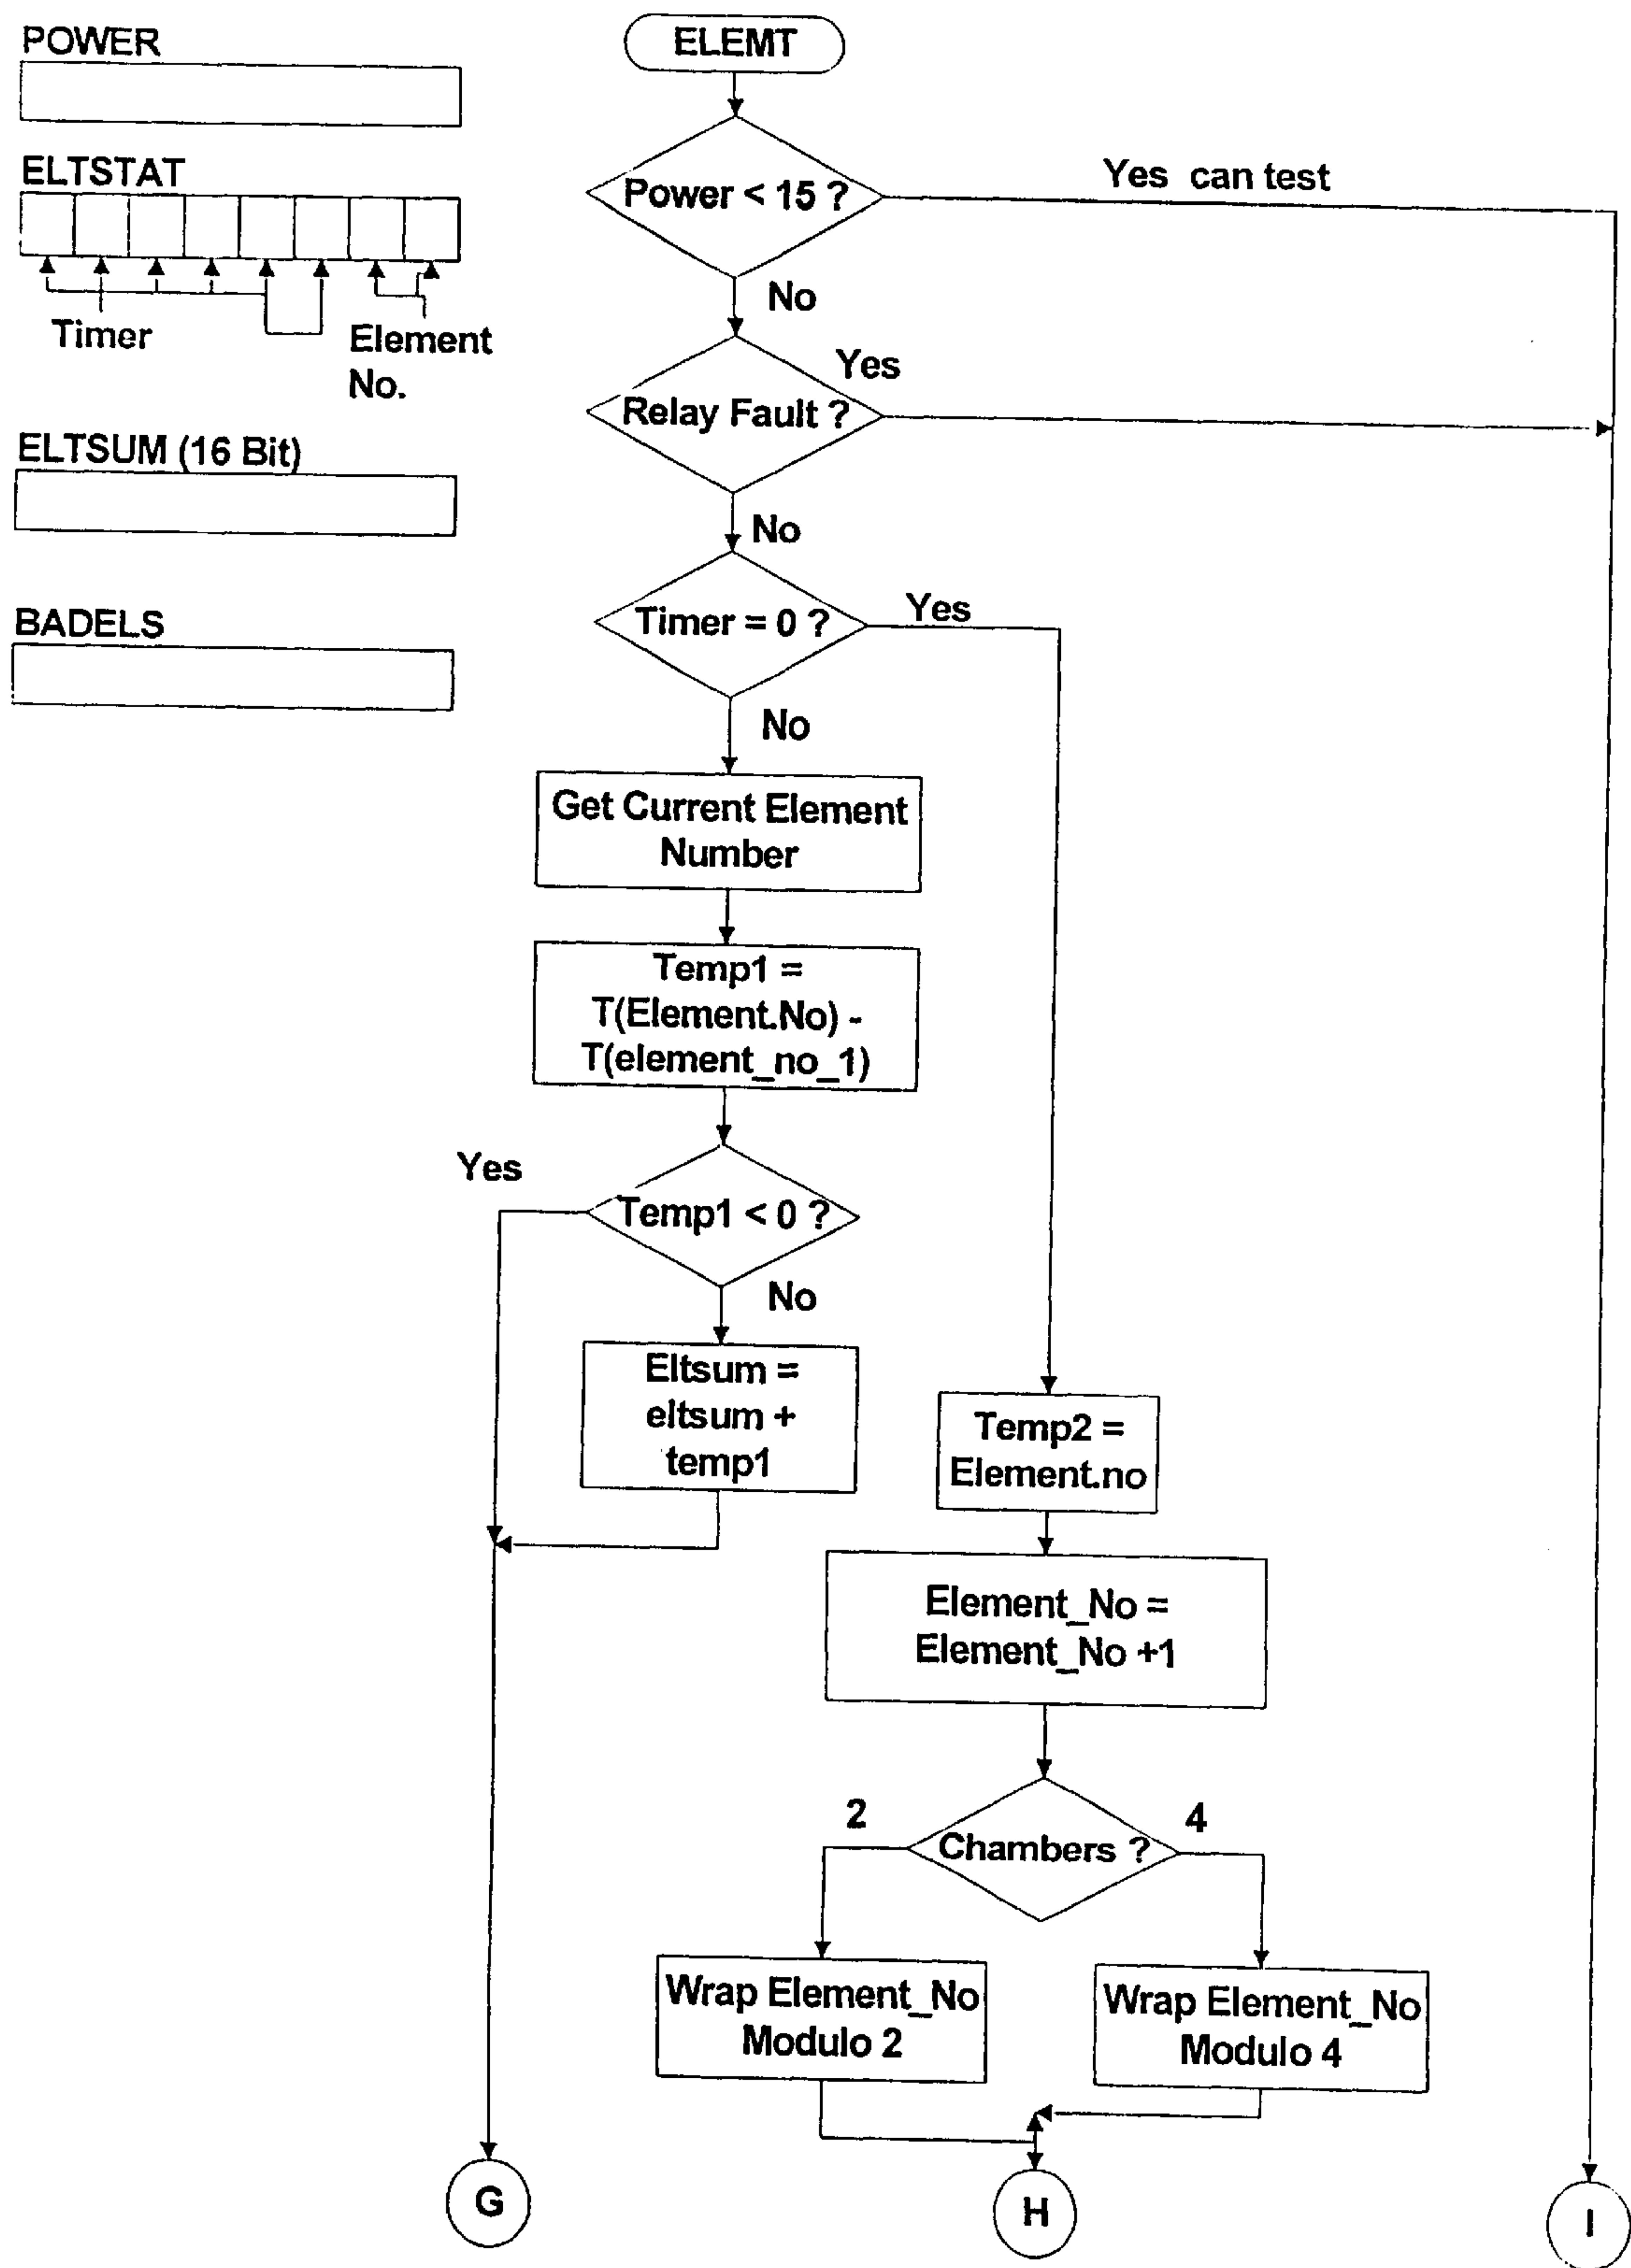 POWER
ELTSTAT
Timer
Element
No.
ELTSUM (16 Bit)
BADELS
ELEMT
Power < 15 ?
Yes can test
No
Relay Fault ?
Yes
No
Timer = 0 ?
Yes
No
Get Current Element
Number
Temp1 =
T(Element.No) -
T(element_no_1)
Temp1 < 0 ?
Yes
No
Eltsum =
eltsum +
temp1
Temp2 =
Element.no
Element_No =
Element_No +1
Chambers ?
2
4
Wrap Element_No
Modulo 2
Wrap Element_No
Modulo 4
G
H
I